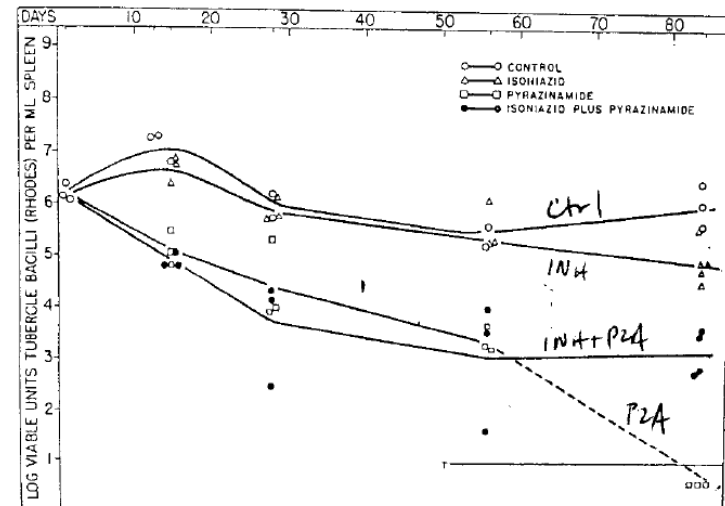 DAYS 10 20 30 40 50 60 70 80
LOG VIABLE UNITS TUBERCLE BACILLI (RHODES) PER ML SPLEEN
9
8
7
6
5
4
3
2
1
CONTROL
ISONIAZID
PYRAZINAMIDE
ISONIAZID PLUS PYRAZINAMIDE
Ctrl
INH
INH+PZA
PZA
T